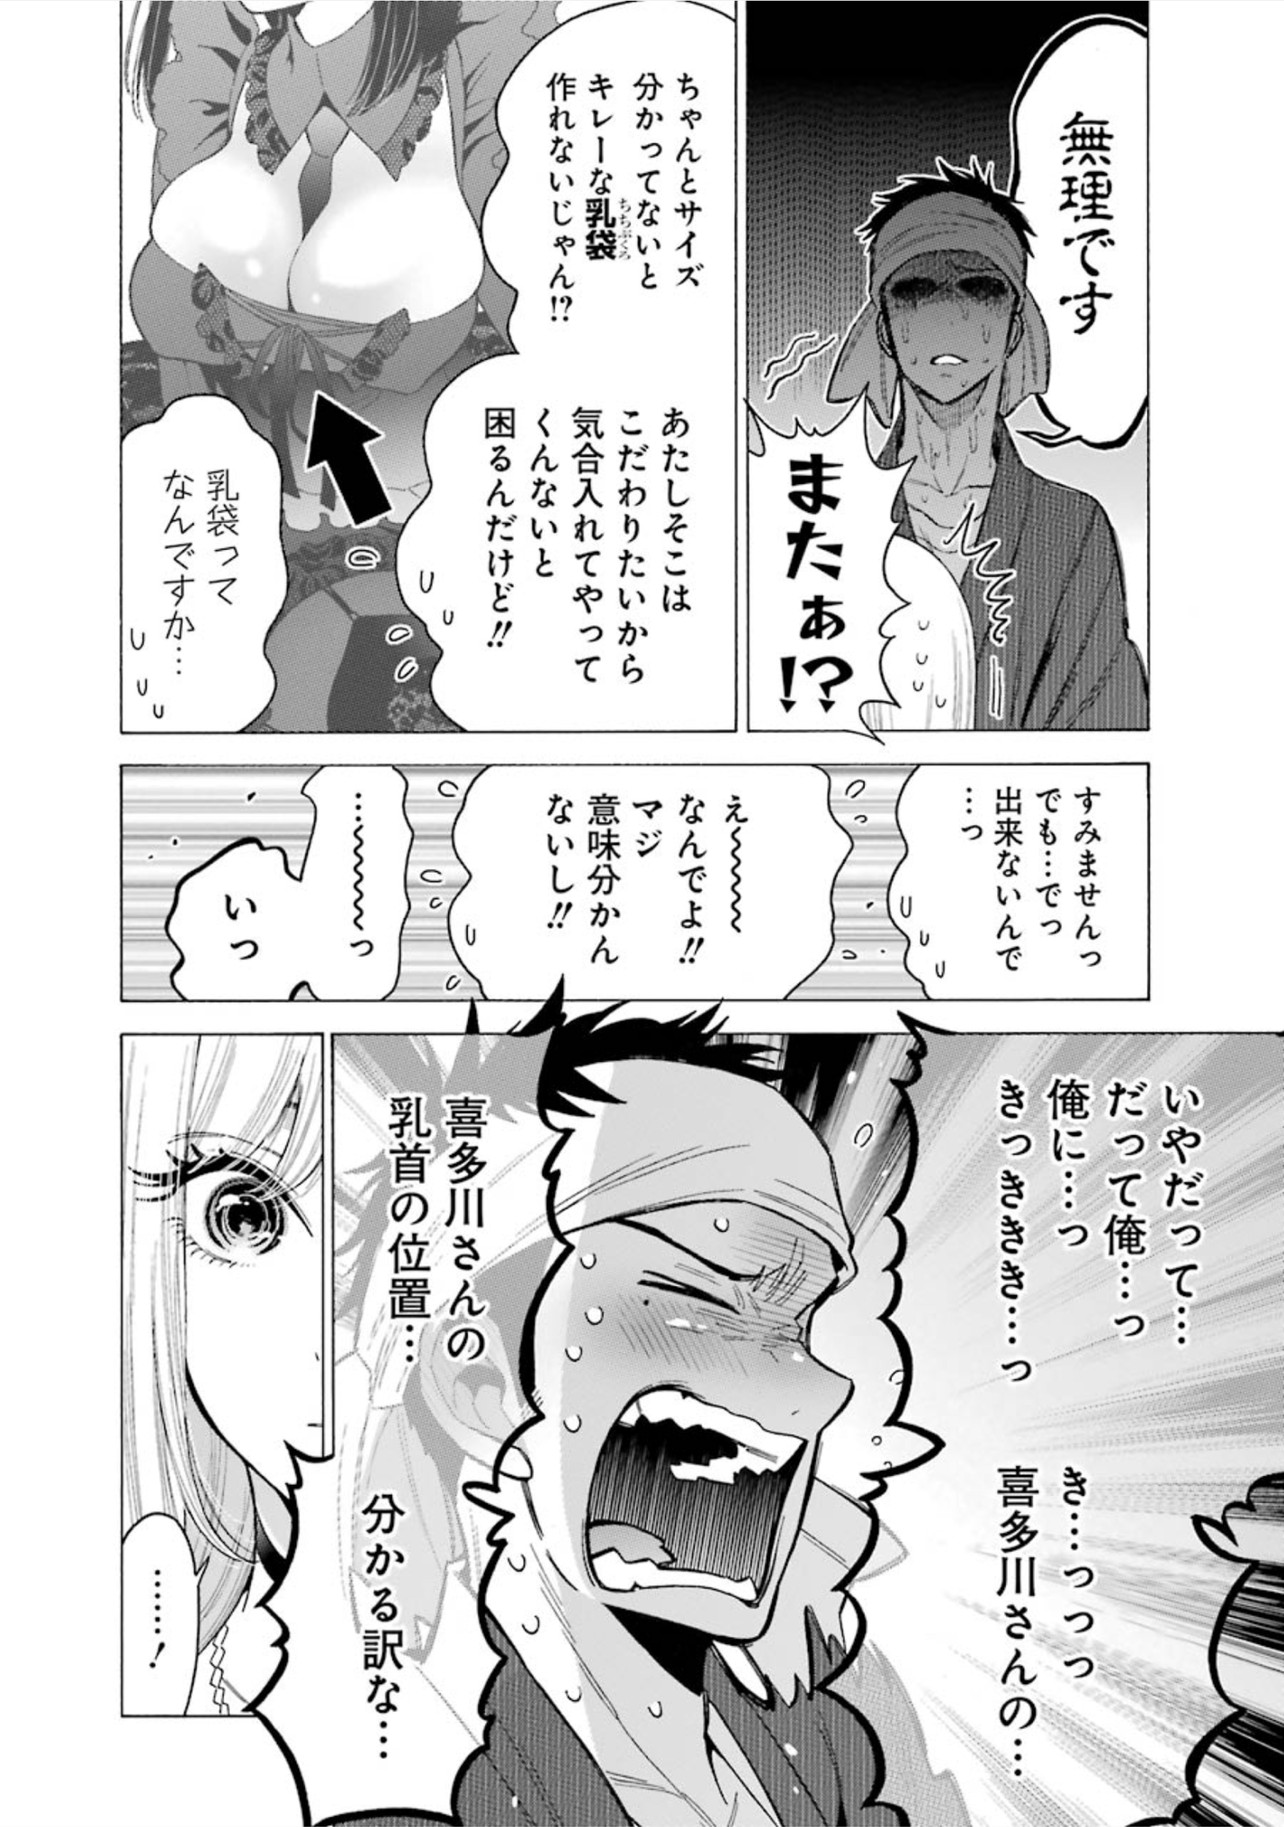 無理です
またぁ!?
ちゃんとサイズ
分かってないと
キレーな乳袋
ちちぶくろ
作れないじゃん!?
あたしそこは
こだわりたいから
気合入れてやって
くんないと
困るんだけど!!
乳袋って
なんですか…
すみませんっ
でも…でっ
出来ないんで
…っ
え〜〜〜〜
なんでよ!!
マジ
意味分かん
ないし!!
…〜〜〜〜っ
いっ
いやだって…
だって俺…っ
俺に…っ
きっきききき…っ
き…っっっ
喜多川さんの…
喜多川さんの
乳首の位置…
分かる訳な…
……!